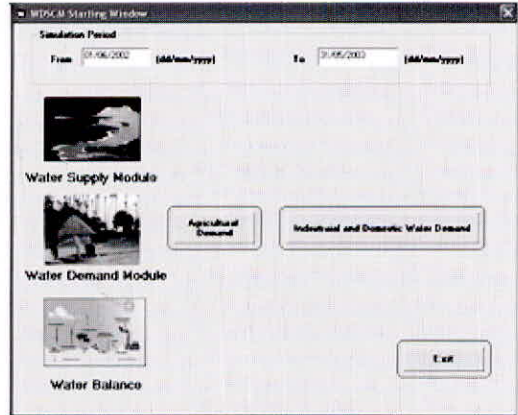 WDSCM Starting Window
Simulation Period
From 01/06/2002 (dd/mm/yyyy) To 31/05/2003 (dd/mm/yyyy)
Water Supply Module
Agricultural
Demand
Industraial and Domestic Water Demand
Water Demand Module
Water Balance
Exit